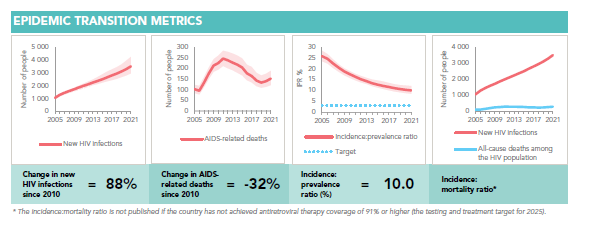 EPIDEMIC TRANSITION METRICS
Number of people
5 000
4 000
3 000
2 000
1 000
0
2005 2009 2013 2017 2021
New HIV infections
Number of people
300
250
200
150
100
50
0
2005 2009 2013 2017 2021
AIDS-related deaths
IPR %
30
25
20
15
10
5
0
2005 2009 2013 2017 2021
Incidence:prevalence ratio
Target
Number of people
4 000
3 000
2 000
1 000
0
2005 2009 2013 2017 2021
New HIV infections
All-cause deaths among
the HIV population
Change in new
HIV infections
since 2010
= 88%
Change in AIDS-
related deaths
since 2010
= -32%
Incidence:
prevalence
ratio (%)
= 10.0
Incidence:
mortality ratio*
* The incidence:mortality ratio is not published if the country has not achieved antiretroviral therapy coverage of 91% or higher (the testing and treatment target for 2025).